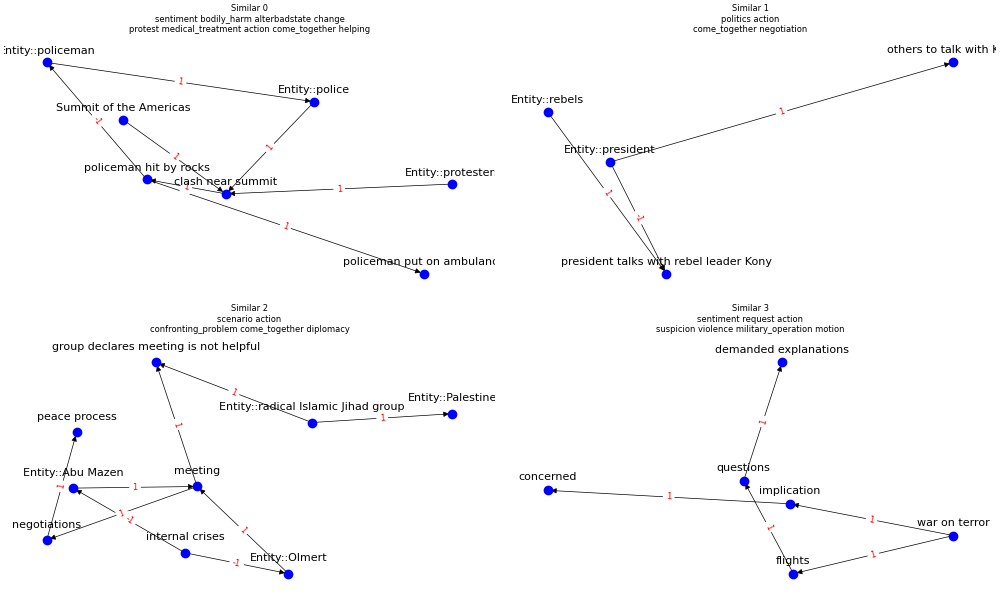 Similar 0
sentiment bodily_harm alterbadstate change
protest medical_treatment action come_together helping
ntity::policeman
1
Entity::police
Summit of the Americas
1
1
1
policeman hit by rocks
clash near summit
1
Entity::protester
1
1
policeman put on ambulanc
Similar 1
politics action
come_together negotiation
others to talk with K
Entity::rebels
1
Entity::president
1
-1
president talks with rebel leader Kony
Similar 2
scenario action
confronting_problem come_together diplomacy
group declares meeting is not helpful
1
Entity::radical Islamic Jihad group
Entity::Palestine
1
peace process
1
Entity::Abu Mazen
meeting
1
1
1
-1
negotiations
internal crises
1
Entity::Olmert
-1
Similar 3
sentiment request action
suspicion violence military_operation motion
demanded explanations
1
questions
concerned
implication
1
1
war on terror
1
1
flights